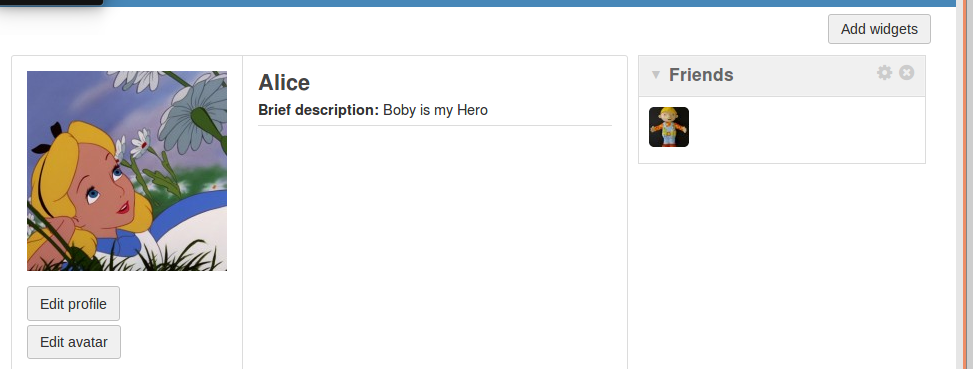 Add widgets
Alice
Brief description: Boby is my Hero
Friends
Edit profile
Edit avatar